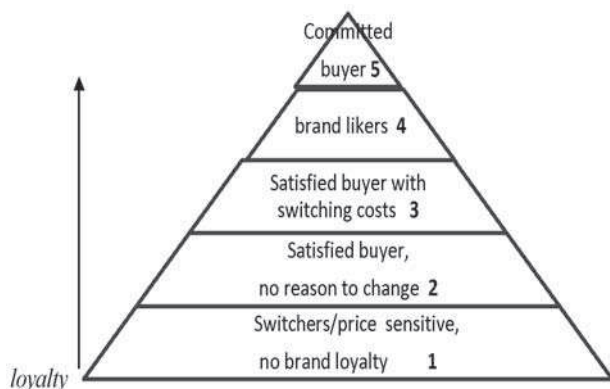 Committed
buyer 5
brand likers 4
Satisfied buyer with
switching costs 3
Satisfied buyer,
no reason to change 2
Switchers/price sensitive,
no brand loyalty 1
loyalty